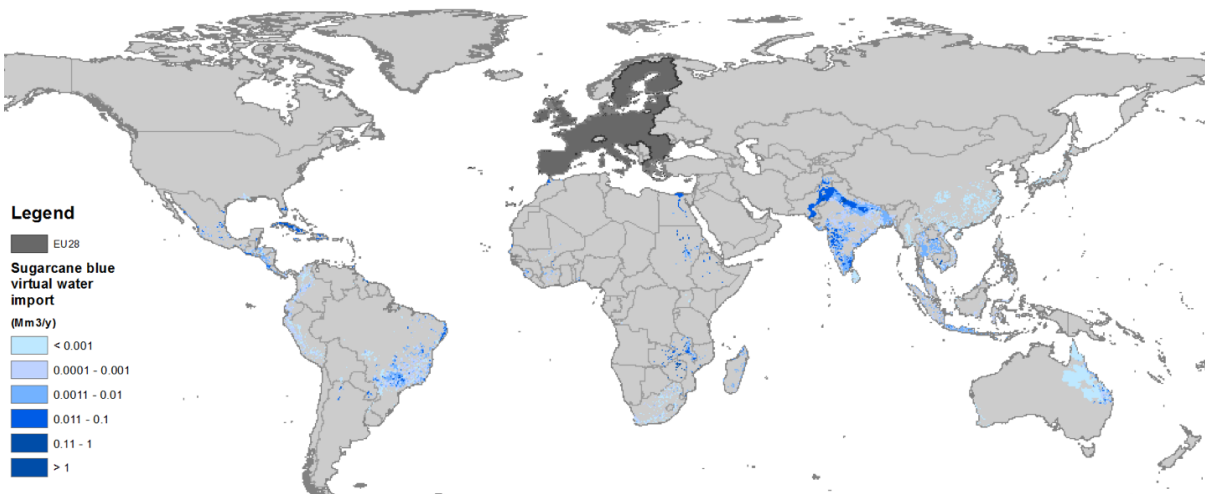 Legend
EU28
Sugarcane blue
virtual water
import
(Mm3/y)
< 0.001
0.0001 - 0.001
0.0011 - 0.01
0.011 - 0.1
0.11 - 1
> 1